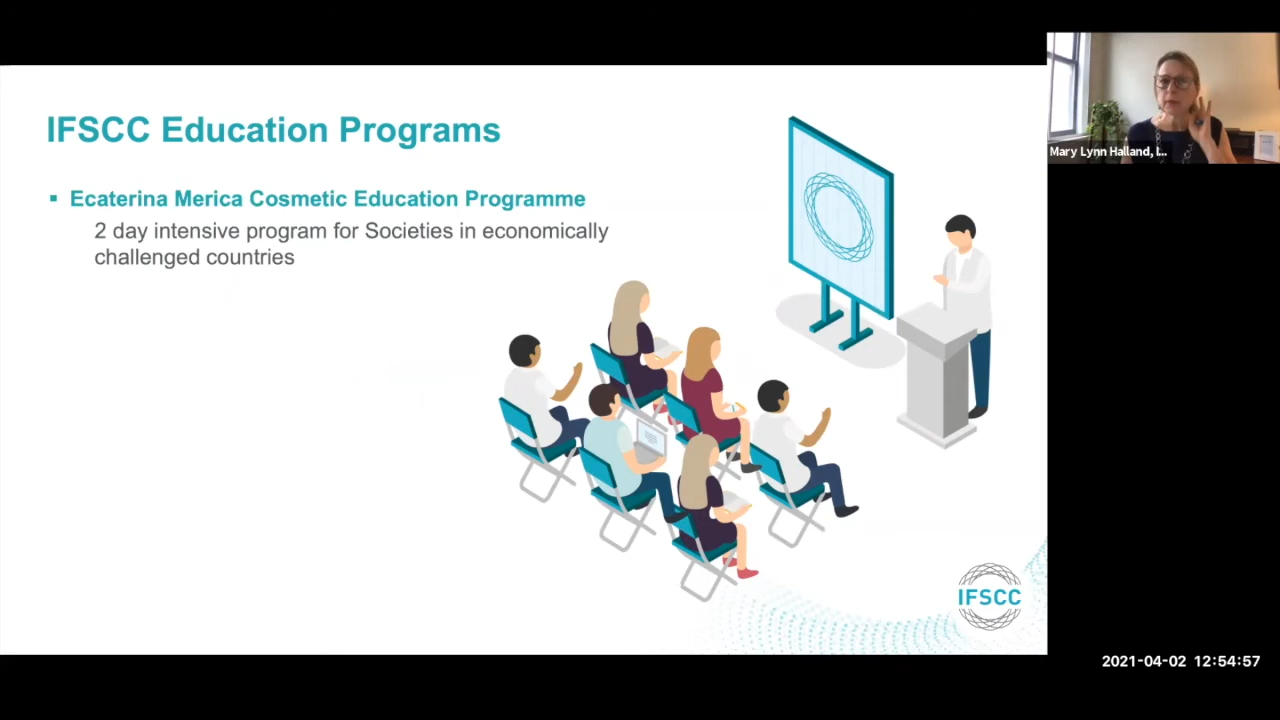 IFSCC Education Programs
▪ Ecaterina Merica Cosmetic Education Programme
2 day intensive program for Societies in economically
challenged countries
Mary Lynn Halland, I...
IFSCC
2021-04-02 12:54:57